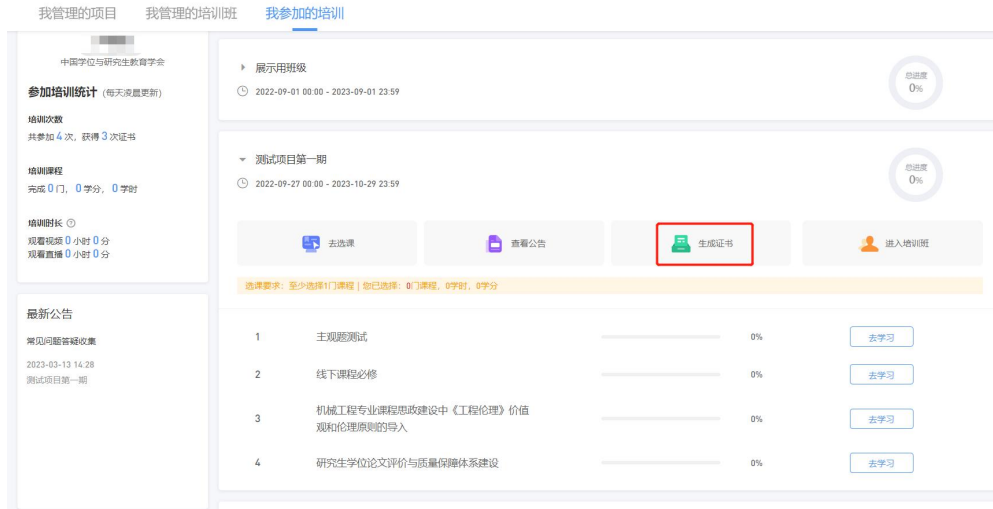 我管理的项目 我管理的培训班 我参加的培训
中国学位与研究生教育学会
参加培训统计 (每天凌晨更新)
培训次数
共参加 4 次, 获得 3 次证书
培训课程
完成 0 门, 0 学分, 0 学时
培训时长
观看视频 0 小时 0 分
观看直播 0 小时 0 分
最新公告
常见问题答疑收集
2023-03-13 14:28
测试项目第一期
展示用班级
2022-09-01 00:00 - 2023-09-01 23:59
总进度
0%
测试项目第一期
2022-09-27 00:00 - 2023-10-29 23:59
总进度
0%
去选课 查看公告 生成证书 进入培训班
选课要求: 至少选择1门课程 | 您已选择: 0门课程, 0学时, 0学分
1 主观题测试 0% 去学习
2 线下课程必修 0% 去学习
3 机械工程专业课程思政建设中《工程伦理》价值
观和伦理原则的导入 0% 去学习
4 研究生学位论文评价与质量保障体系建设 0% 去学习